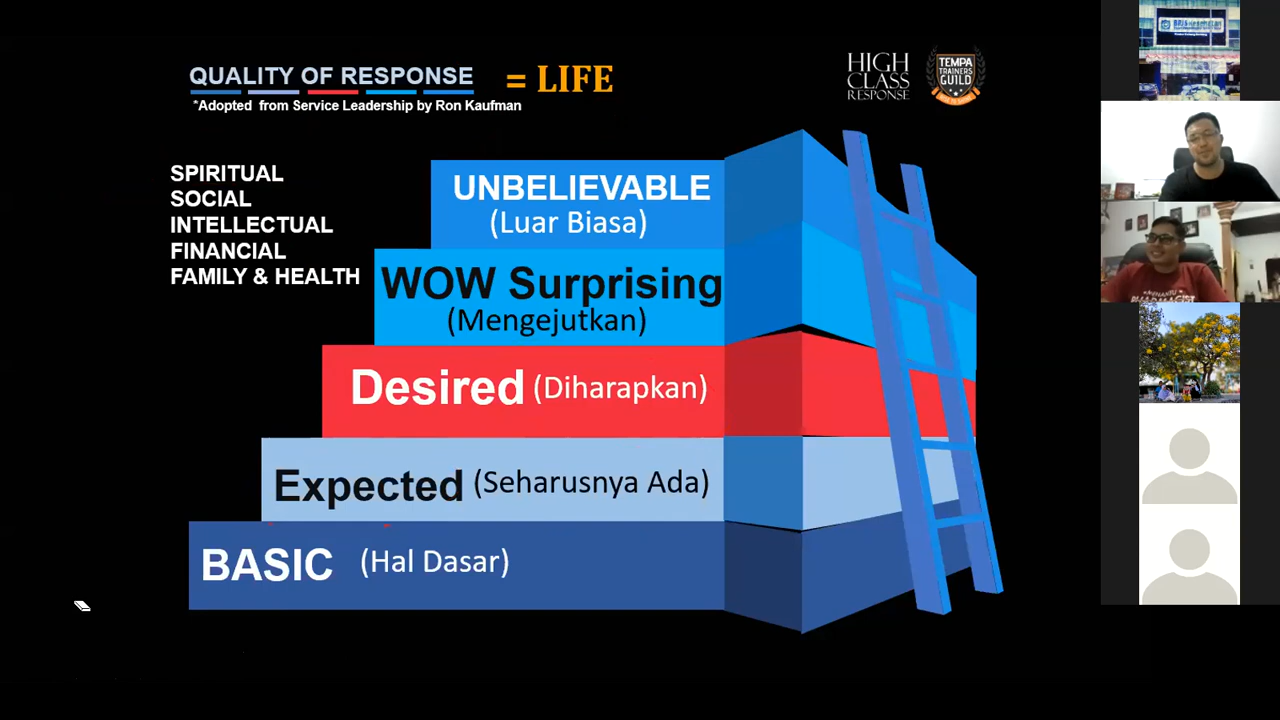 QUALITY OF RESPONSE = LIFE
*Adopted from Service Leadership by Ron Kaufman
HIGH
CLASS
RESPONSE
TEMPA
TRAINERS
GUILD
SPIRITUAL
SOCIAL
INTELLECTUAL
FINANCIAL
FAMILY & HEALTH
UNBELIEVABLE
(Luar Biasa)
WOW Surprising
(Mengejutkan)
Desired (Diharapkan)
Expected (Seharusnya Ada)
BASIC (Hal Dasar)